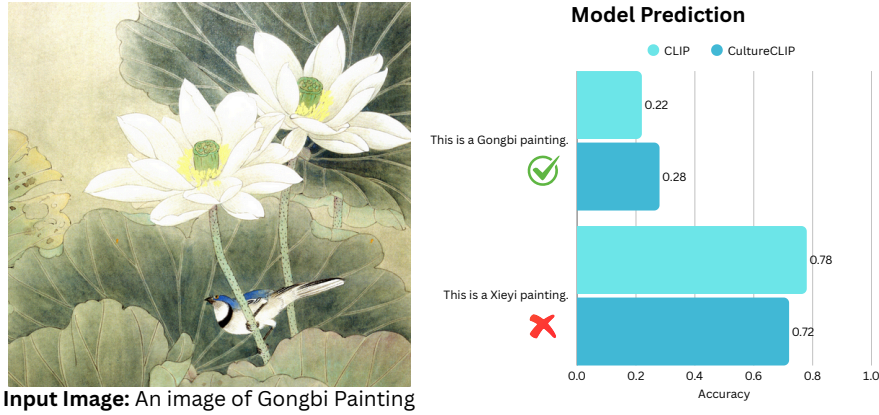 Model Prediction
CLIP CultureCLIP
0.22
This is a Gongbi painting.
0.28
0.78
This is a Xieyi painting.
0.72
0.0 0.2 0.4 0.6 0.8 1.0
Accuracy
Input Image: An image of Gongbi Painting